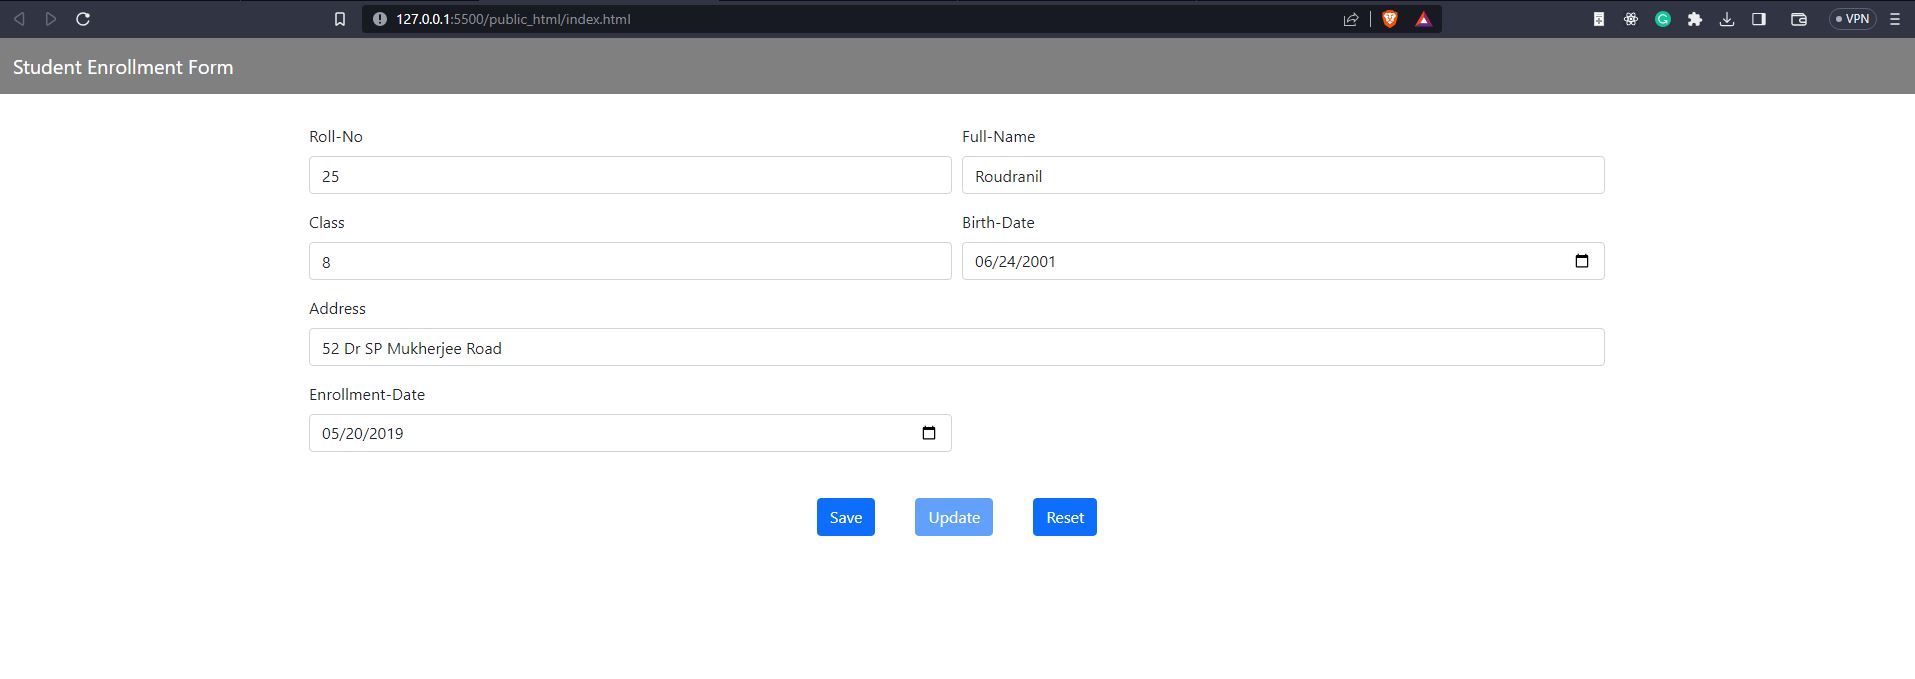 127.0.0.1:5500/public_html/index.html
VPN
Student Enrollment Form
Roll-No
Full-Name
25
Roudranil
Class
Birth-Date
8
06/24/2001
Address
52 Dr SP Mukherjee Road
Enrollment-Date
05/20/2019
Save
Update
Reset